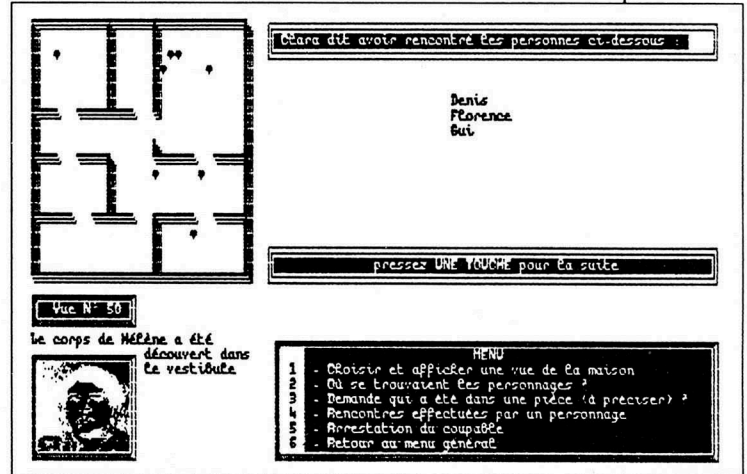 Clara dit avoir rencontré les personnes ci-dessous :
Denis
Florence
Gui
pressez UNE TOUCHE pour la suite
Vue N° 50
Le corps de Hélène a été
découvert dans
le vestibule
MENU
1 - Choisir et afficher une vue de la maison
2 - Où se trouvaient les personnages ?
3 - Demande qui a été dans une pièce (à préciser) ?
4 - Rencontres effectuées par un personnage
5 - Arrestation du coupable
6 - Retour au menu général